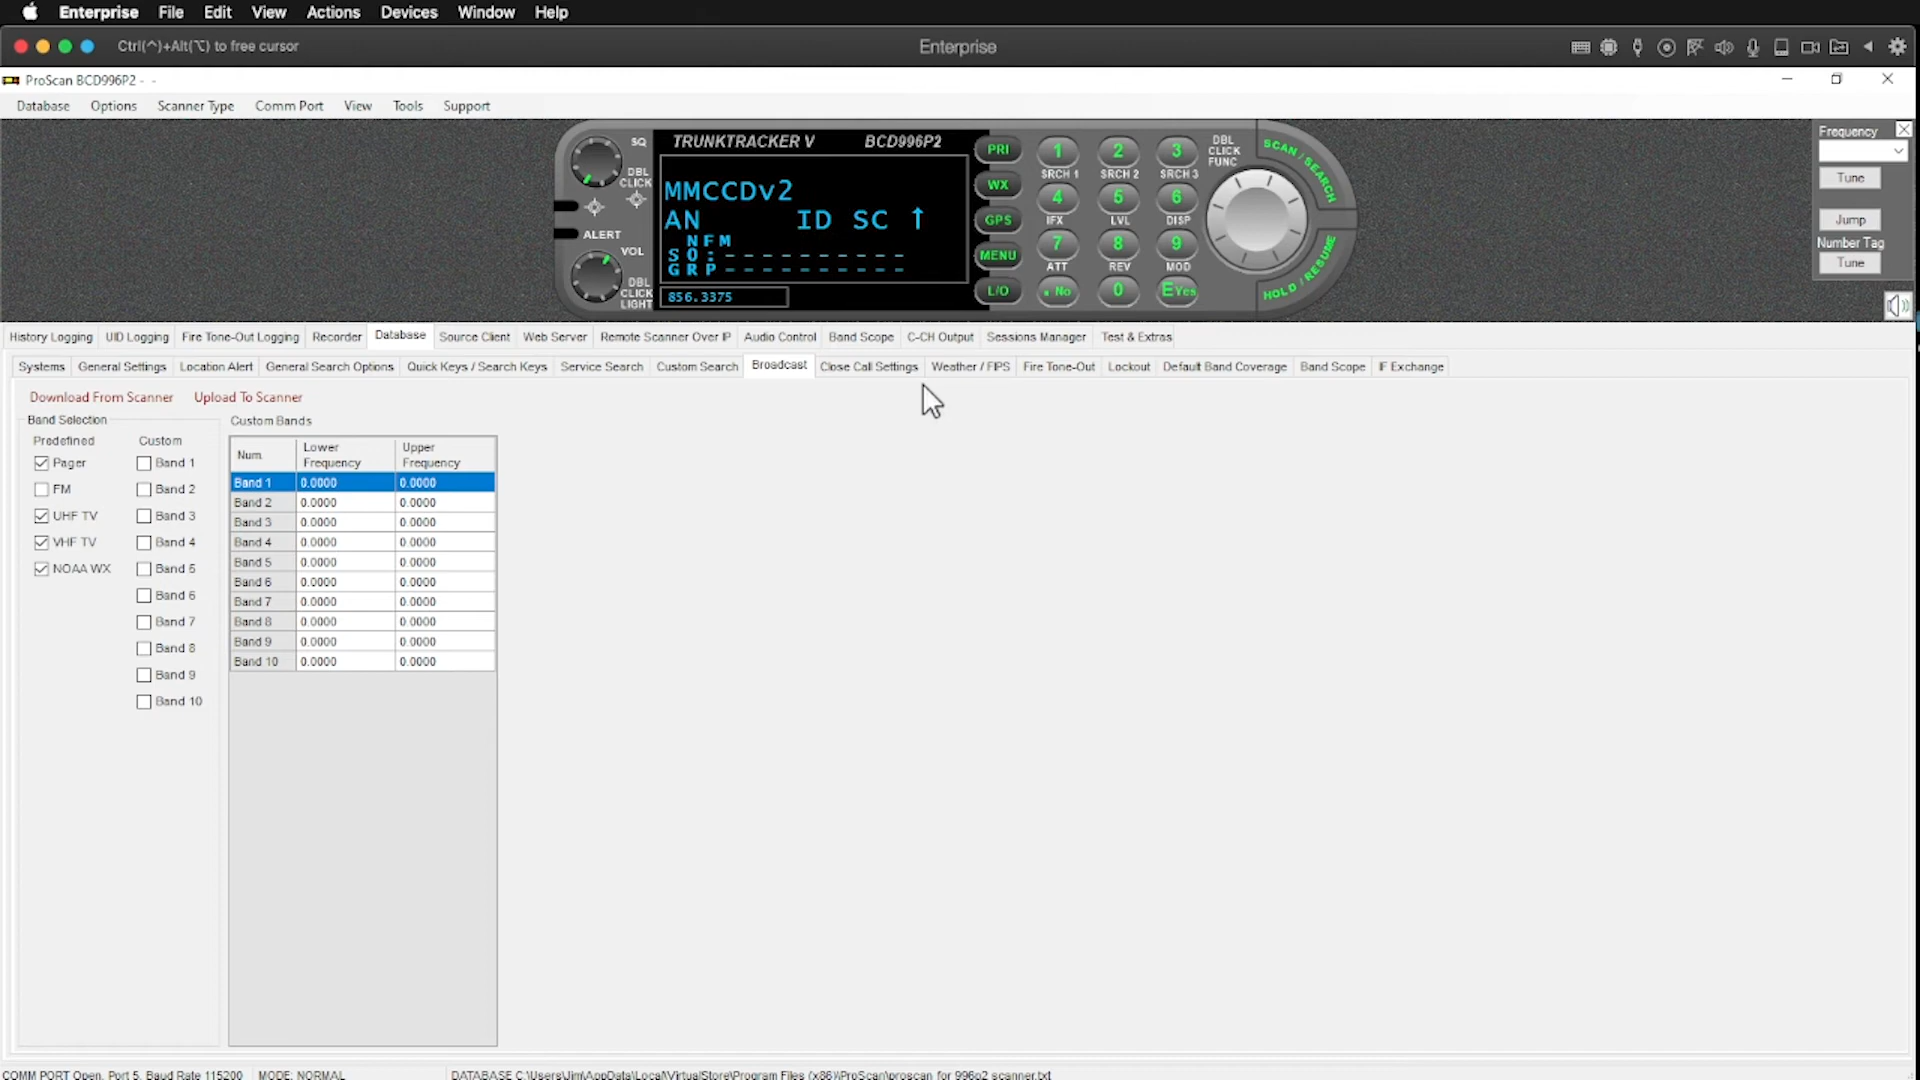 Enterprise File Edit View Actions Devices Window Help
Ctrl(^)+Alt(⌥) to free cursor
Enterprise
ProScan BCD996P2 - -
Database Options Scanner Type Comm Port View Tools Support
SQ
DBL CLICK
ALERT
VOL
DBL CLICK LIGHT
TRUNKTRACKER V BCD996P2
MMCCDv2
AN ID SC ↑
NFM
S0:----------
GRP----------
856.3375
PRI
WX
GPS
MENU
L/O
1 2 3
SRCH 1 SRCH 2 SRCH 3
4 5 6
IFX LVL DISP
7 8 9
ATT REV MOD
. No 0 E Yes
DBL CLICK FUNC
SCAN / SEARCH
HOLD / RESUME
Frequency
Tune
Jump
Number Tag
Tune
History Logging UID Logging Fire Tone-Out Logging Recorder Database Source Client Web Server Remote Scanner Over IP Audio Control Band Scope C-CH Output Sessions Manager Test & Extras
Systems General Settings Location Alert General Search Options Quick Keys / Search Keys Service Search Custom Search Broadcast Close Call Settings Weather / FIPS Fire Tone-Out Lockout Default Band Coverage Band Scope IF Exchange
Download From Scanner Upload To Scanner
Band Selection
Predefined Custom
Pager Band 1
FM Band 2
UHF TV Band 3
VHF TV Band 4
NOAA WX Band 5
Band 6
Band 7
Band 8
Band 9
Band 10
Custom Bands
Num. Lower Frequency Upper Frequency
Band 1 0.0000 0.0000
Band 2 0.0000 0.0000
Band 3 0.0000 0.0000
Band 4 0.0000 0.0000
Band 5 0.0000 0.0000
Band 6 0.0000 0.0000
Band 7 0.0000 0.0000
Band 8 0.0000 0.0000
Band 9 0.0000 0.0000
Band 10 0.0000 0.0000
COMM PORT Open, Port 5, Baud Rate 115200 MODE: NORMAL DATABASE C:\Users\Jim\AppData\Local\VirtualStore\Program Files (x86)\ProScan\proscan for 996p2 scanner.txt